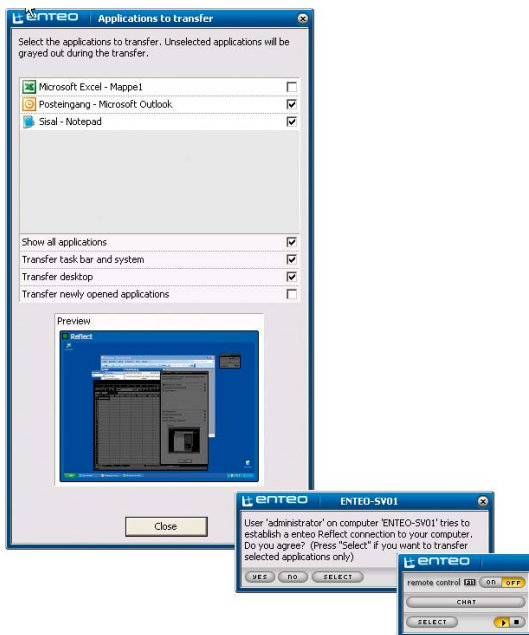 enteo Applications to transfer
Select the applications to transfer. Unselected applications will be
grayed out during the transfer.
Microsoft Excel - Mappe1
Posteingang - Microsoft Outlook
Sisal - Notepad
Show all applications
Transfer task bar and system
Transfer desktop
Transfer newly opened applications
Preview
Reflect
Close
enteo ENTEO-SV01
User 'administrator' on computer 'ENTEO-SV01' tries to
establish a enteo Reflect connection to your computer.
Do you agree? (Press "Select" if you want to transfer
selected applications only)
YES NO SELECT
enteo
remote control F11 ON OFF
CHAT
SELECT